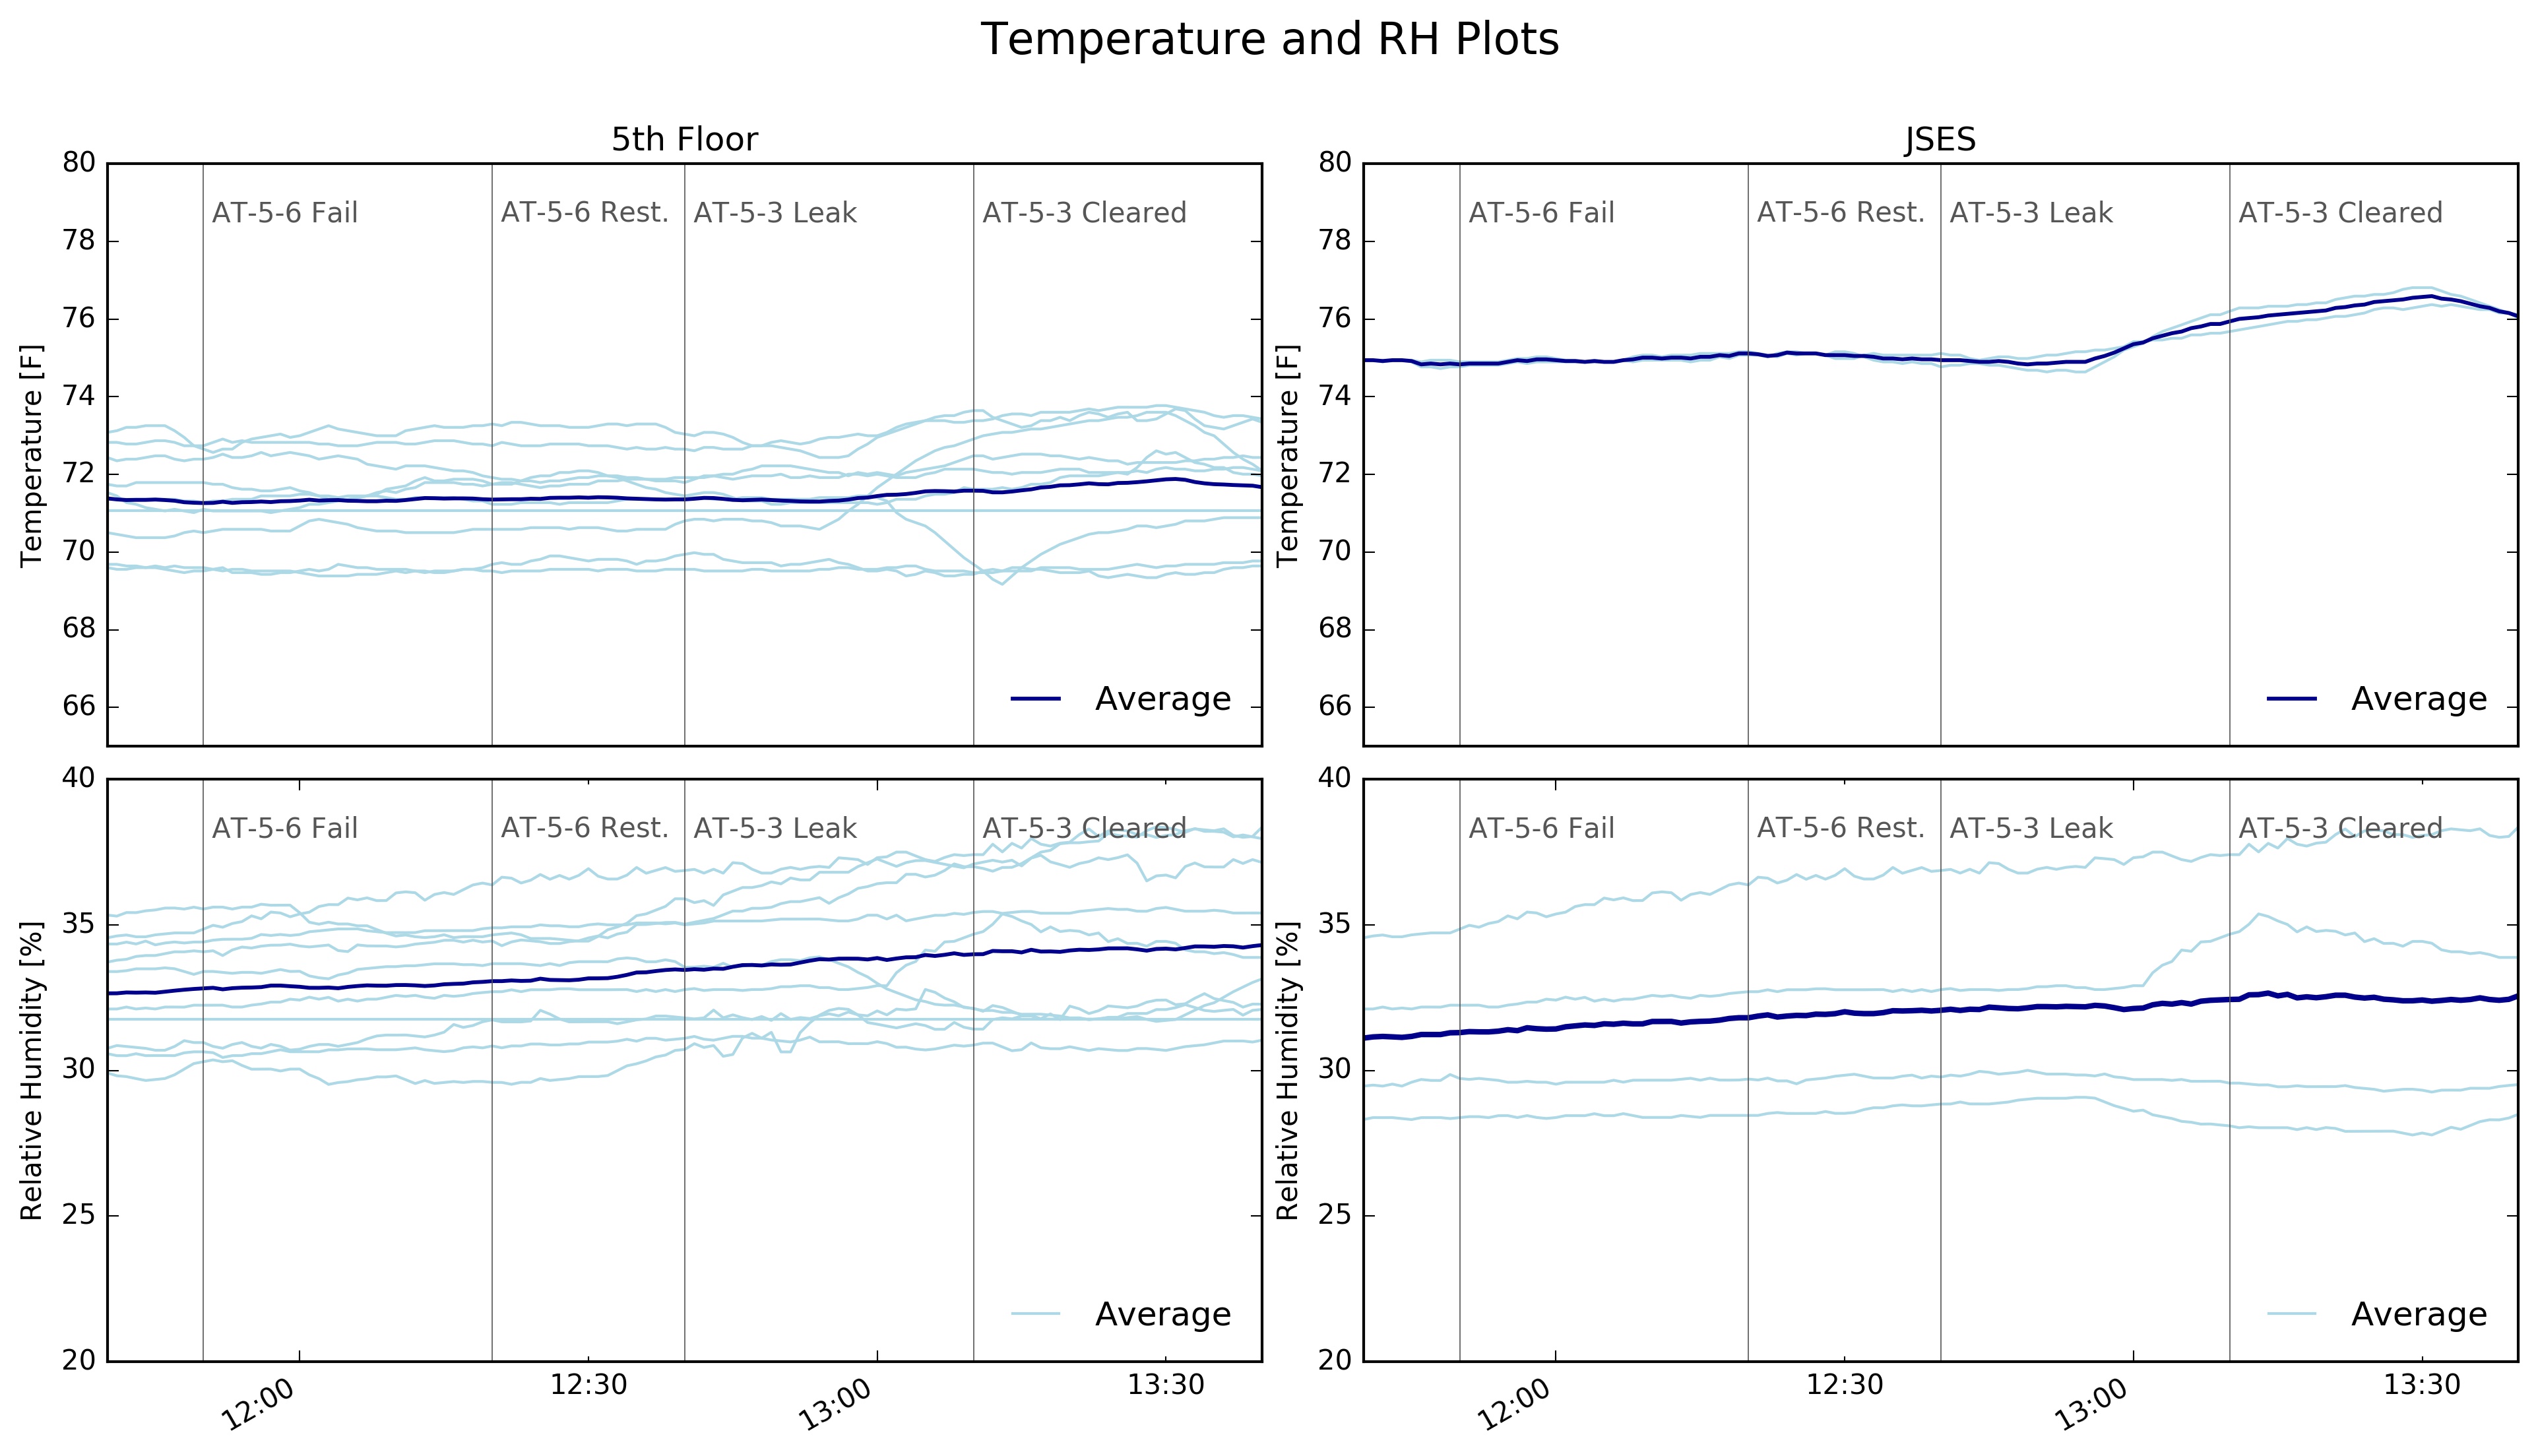 Temperature and RH Plots
5th Floor
80
78
76
74
72
70
68
66
Temperature [F]
AT-5-6 Fail
AT-5-6 Rest.
AT-5-3 Leak
AT-5-3 Cleared
Average
JSES
80
78
76
74
72
70
68
66
Temperature [F]
AT-5-6 Fail
AT-5-6 Rest.
AT-5-3 Leak
AT-5-3 Cleared
Average
40
35
30
25
20
Relative Humidity [%]
AT-5-6 Fail
AT-5-6 Rest.
AT-5-3 Leak
AT-5-3 Cleared
Average
12:00
12:30
13:00
13:30
40
35
30
25
20
Relative Humidity [%]
AT-5-6 Fail
AT-5-6 Rest.
AT-5-3 Leak
AT-5-3 Cleared
Average
12:00
12:30
13:00
13:30